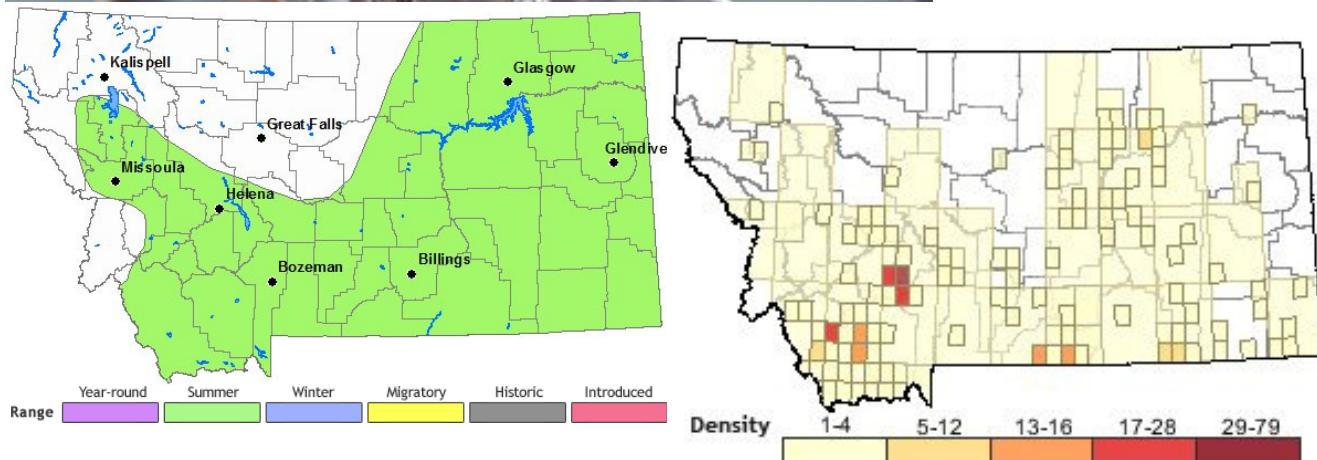 Kalispell
Glasgow
Great Falls
Glendive
Missoula
Helena
Bozeman
Billings
Year-round Summer Winter Migratory Historic Introduced
Range
Density 1-4 5-12 13-16 17-28 29-79